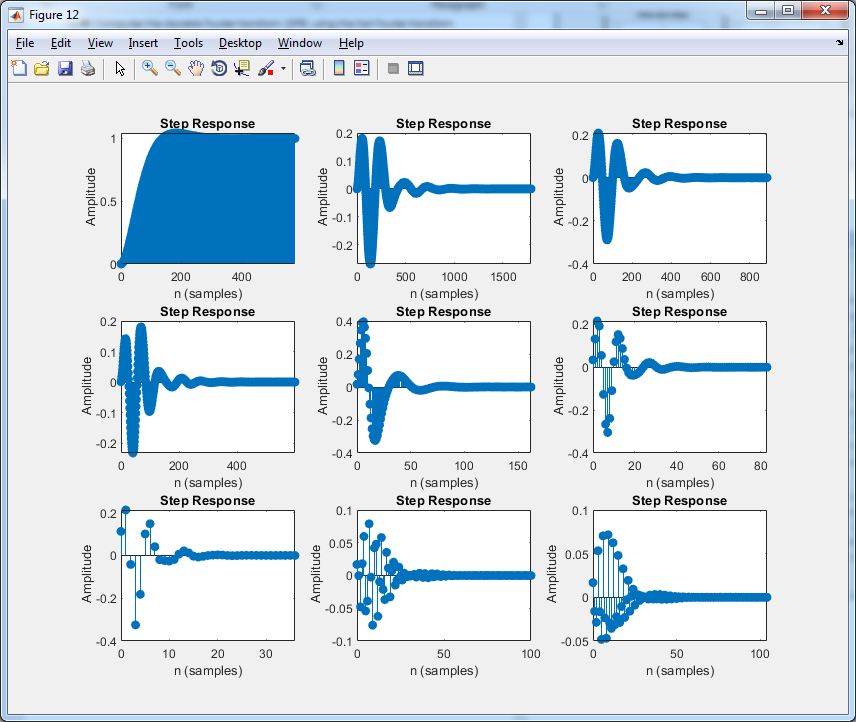 Figure 12
File Edit View Insert Tools Desktop Window Help
Step Response
Amplitude
1
0.5
0
0 200 400
n (samples)
Step Response
Amplitude
0.2
0.1
0
-0.1
-0.2
0 500 1000 1500
n (samples)
Step Response
Amplitude
0.2
0
-0.2
-0.4
0 200 400 600 800
n (samples)
Step Response
Amplitude
0.2
0.1
0
-0.1
-0.2
0 200 400
n (samples)
Step Response
Amplitude
0.4
0.2
0
-0.2
-0.4
0 50 100 150
n (samples)
Step Response
Amplitude
0.2
0
-0.2
-0.4
0 20 40 60 80
n (samples)
Step Response
Amplitude
0.2
0
-0.2
-0.4
0 10 20 30
n (samples)
Step Response
Amplitude
0.1
0.05
0
-0.05
-0.1
0 50 100
n (samples)
Step Response
Amplitude
0.1
0.05
0
-0.05
0 50 100
n (samples)